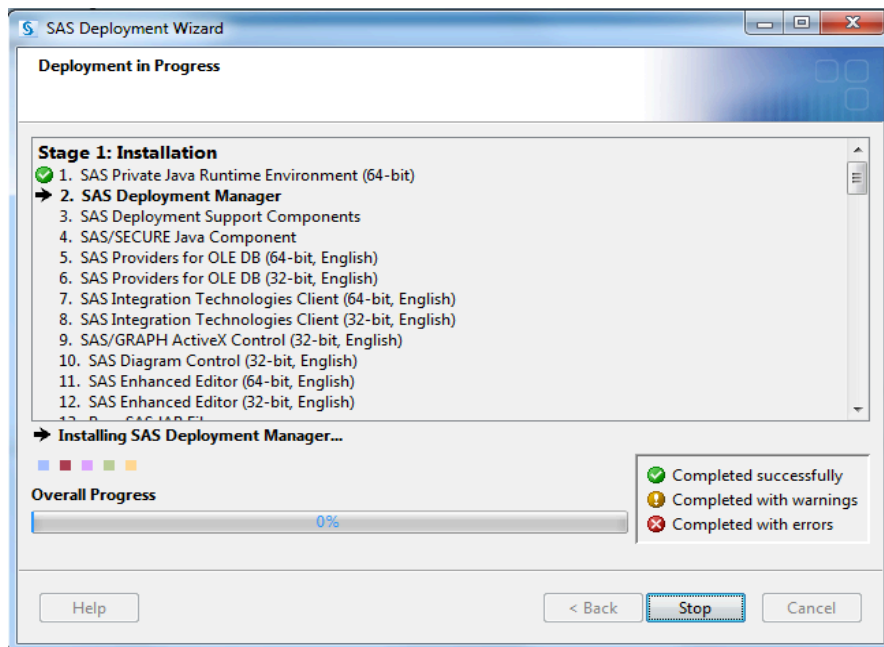 SAS Deployment Wizard
Deployment in Progress
Stage 1: Installation
1. SAS Private Java Runtime Environment (64-bit)
2. SAS Deployment Manager
3. SAS Deployment Support Components
4. SAS/SECURE Java Component
5. SAS Providers for OLE DB (64-bit, English)
6. SAS Providers for OLE DB (32-bit, English)
7. SAS Integration Technologies Client (64-bit, English)
8. SAS Integration Technologies Client (32-bit, English)
9. SAS/GRAPH ActiveX Control (32-bit, English)
10. SAS Diagram Control (32-bit, English)
11. SAS Enhanced Editor (64-bit, English)
12. SAS Enhanced Editor (32-bit, English)
Installing SAS Deployment Manager...
Overall Progress
0%
Completed successfully
Completed with warnings
Completed with errors
Help
< Back
Stop
Cancel